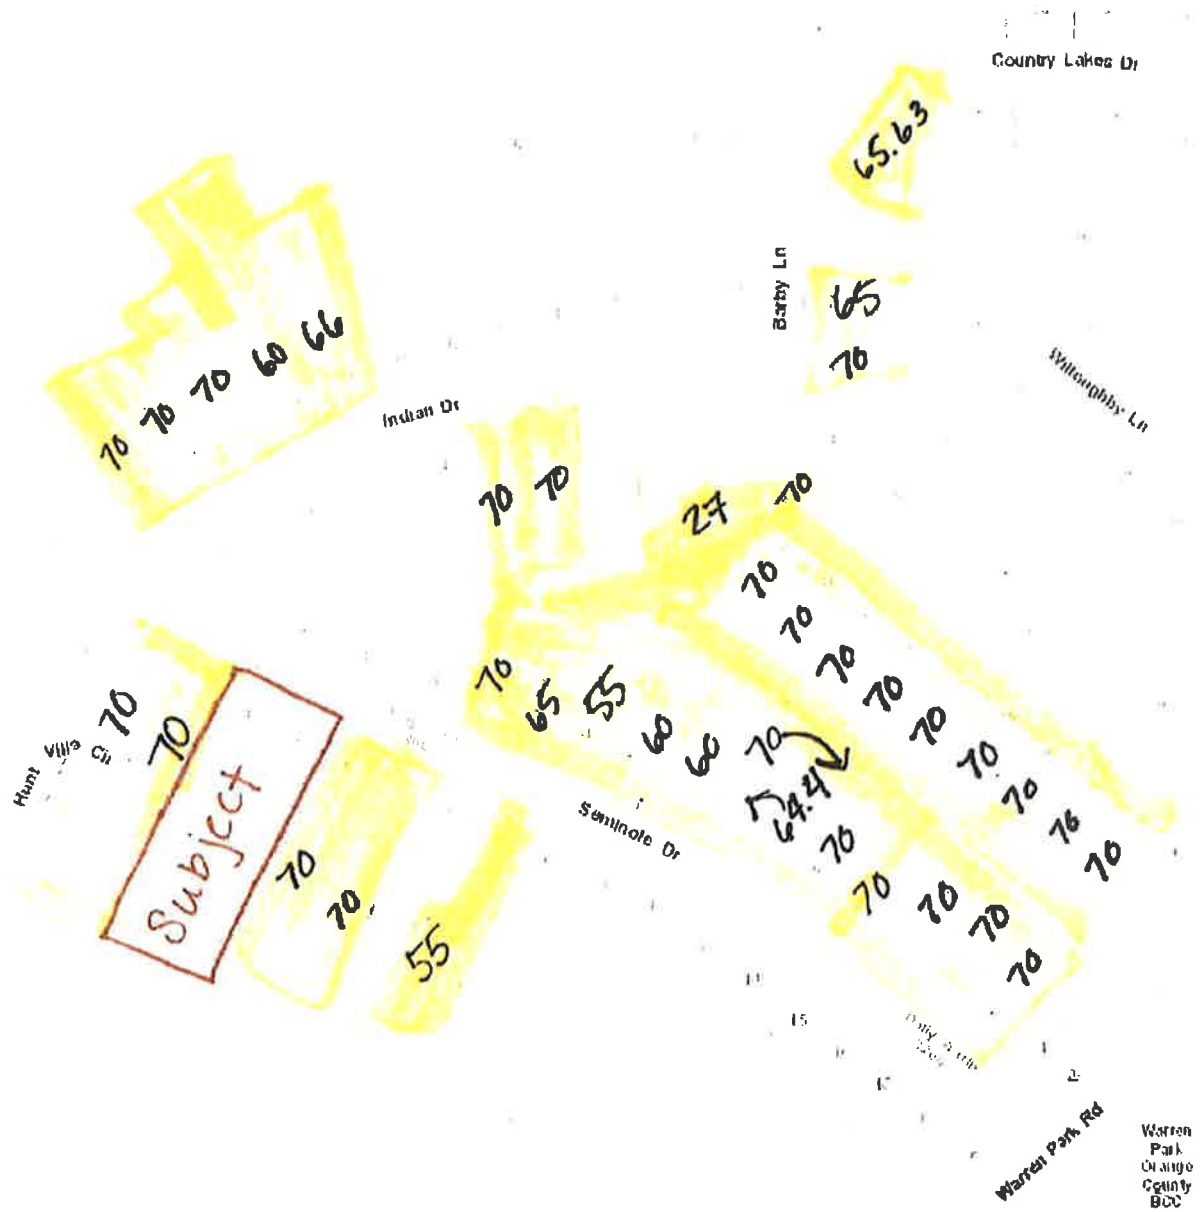 Country Lakes Dr
65.63
Barby Ln
65
70
Willoughby Ln
70 70 70 60 66
Indian Dr
70 70
27 70
70
70
70
70
70
70
70
76
70
70 65 55 60 60 70
64.4
70
70 70 70 70
Seminole Dr
Hunt Villa Cir
70 70
Subject
70 70
55
15
Warren Park Rd
Warren
Park
Orange
County
BCC